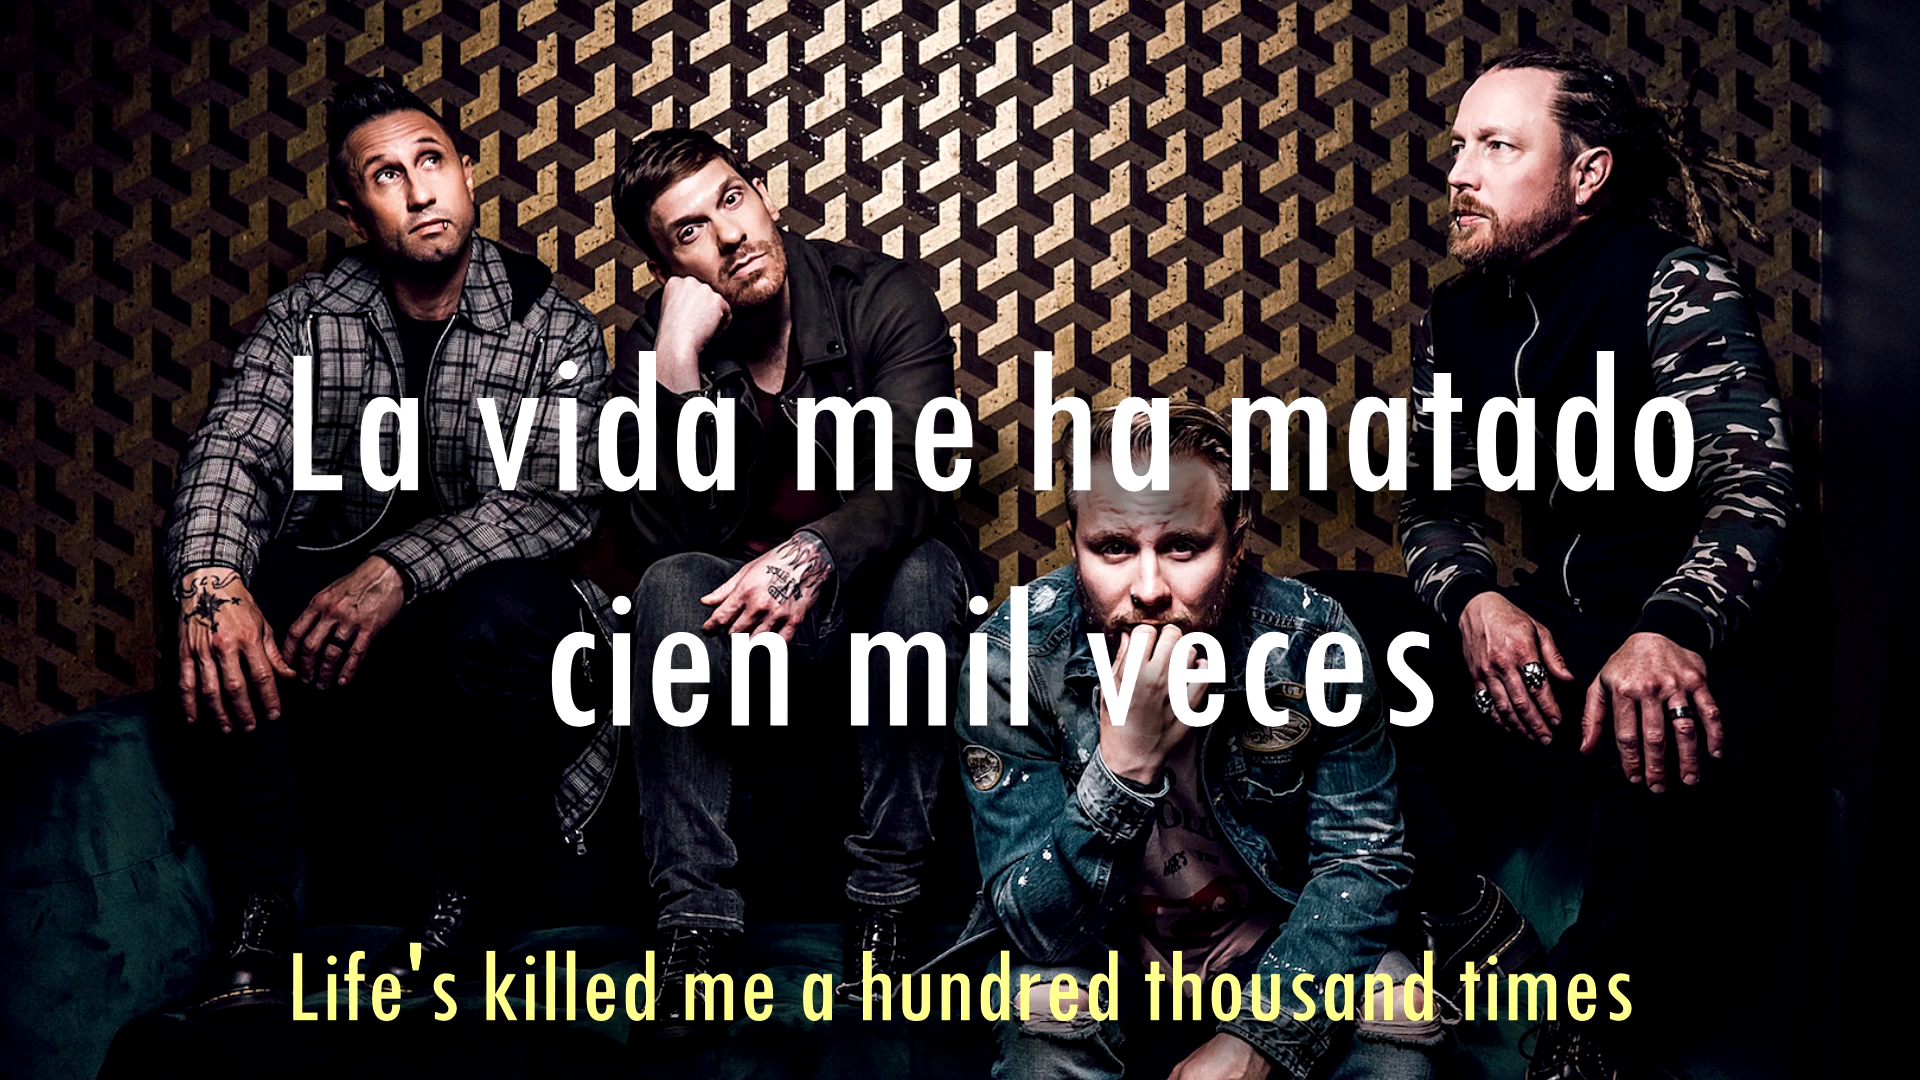 La vida me ha matado
cien mil veces
Life's killed me a hundred thousand times